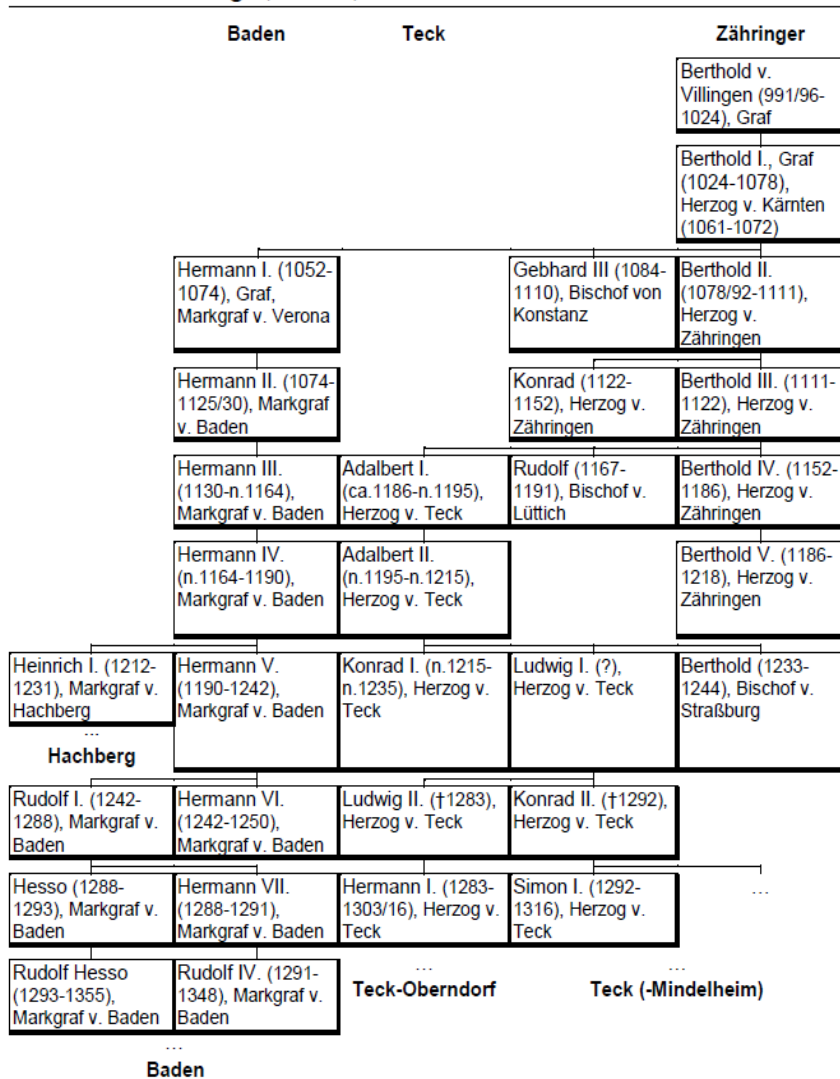 Baden Teck Zähringer
Berthold v.
Villingen (991/96-
1024), Graf
Berthold I., Graf
(1024-1078),
Herzog v. Kärnten
(1061-1072)
Hermann I. (1052-
1074), Graf,
Markgraf v. Verona
Gebhard III (1084-
1110), Bischof von
Konstanz
Berthold II.
(1078/92-1111),
Herzog v.
Zähringen
Hermann II. (1074-
1125/30), Markgraf
v. Baden
Konrad (1122-
1152), Herzog v.
Zähringen
Berthold III. (1111-
1122), Herzog v.
Zähringen
Hermann III.
(1130-n.1164),
Markgraf v. Baden
Adalbert I.
(ca.1186-n.1195),
Herzog v. Teck
Rudolf (1167-
1191), Bischof v.
Lüttich
Berthold IV. (1152-
1186), Herzog v.
Zähringen
Hermann IV.
(n.1164-1190),
Markgraf v. Baden
Adalbert II.
(n.1195-n.1215),
Herzog v. Teck
Berthold V. (1186-
1218), Herzog v.
Zähringen
Heinrich I. (1212-
1231), Markgraf v.
Hachberg
Hermann V.
(1190-1242),
Markgraf v. Baden
Konrad I. (n.1215-
n.1235), Herzog v.
Teck
Ludwig I. (?),
Herzog v. Teck
Berthold (1233-
1244), Bischof v.
Straßburg
...
Hachberg
Rudolf I. (1242-
1288), Markgraf v.
Baden
Hermann VI.
(1242-1250),
Markgraf v. Baden
Ludwig II. (†1283),
Herzog v. Teck
Konrad II. (†1292),
Herzog v. Teck
Hesso (1288-
1293), Markgraf v.
Baden
Hermann VII.
(1288-1291),
Markgraf v. Baden
Hermann I. (1283-
1303/16), Herzog v.
Teck
Simon I. (1292-
1316), Herzog v.
Teck
...
Rudolf Hesso
(1293-1355),
Markgraf v. Baden
Rudolf IV. (1291-
1348), Markgraf v.
Baden
...
Teck-Oberndorf
...
Teck (-Mindelheim)
...
Baden